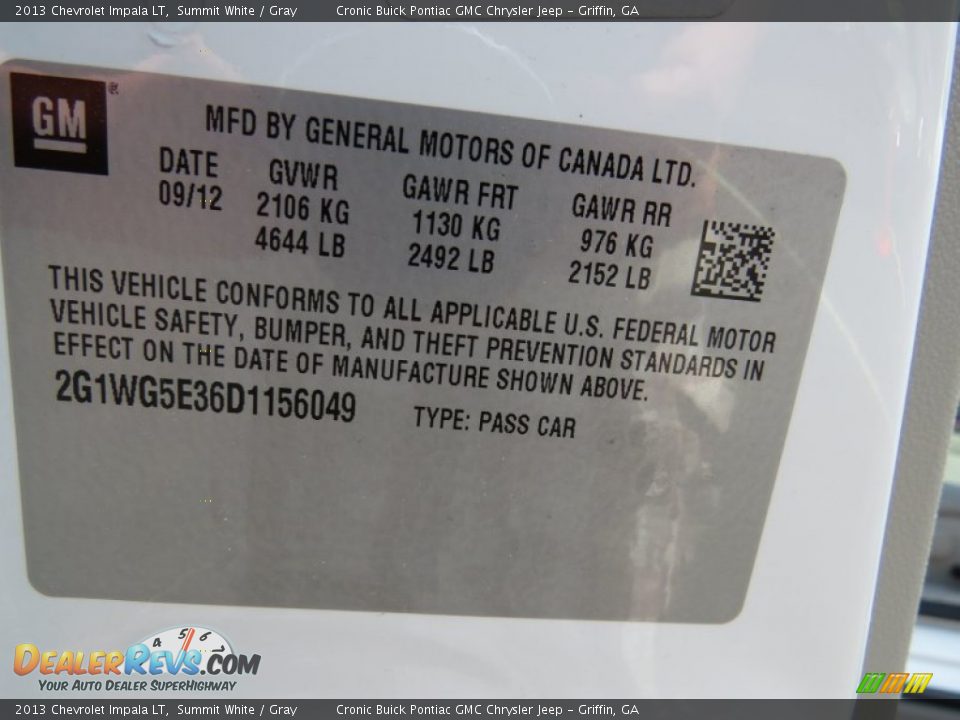 2013 Chevrolet Impala LT, Summit White / Gray Cronic Buick Pontiac GMC Chrysler Jeep – Griffin, GA
GM®
MFD BY GENERAL MOTORS OF CANADA LTD.
DATE GVWR GAWR FRT GAWR RR
09/12 2106 KG 1130 KG 976 KG
4644 LB 2492 LB 2152 LB
THIS VEHICLE CONFORMS TO ALL APPLICABLE U.S. FEDERAL MOTOR
VEHICLE SAFETY, BUMPER, AND THEFT PREVENTION STANDARDS IN
EFFECT ON THE DATE OF MANUFACTURE SHOWN ABOVE.
2G1WG5E36D1156049 TYPE: PASS CAR
4 5 6
DEALERREVS.COM
YOUR AUTO DEALER SUPERHIGHWAY
2013 Chevrolet Impala LT, Summit White / Gray Cronic Buick Pontiac GMC Chrysler Jeep – Griffin, GA